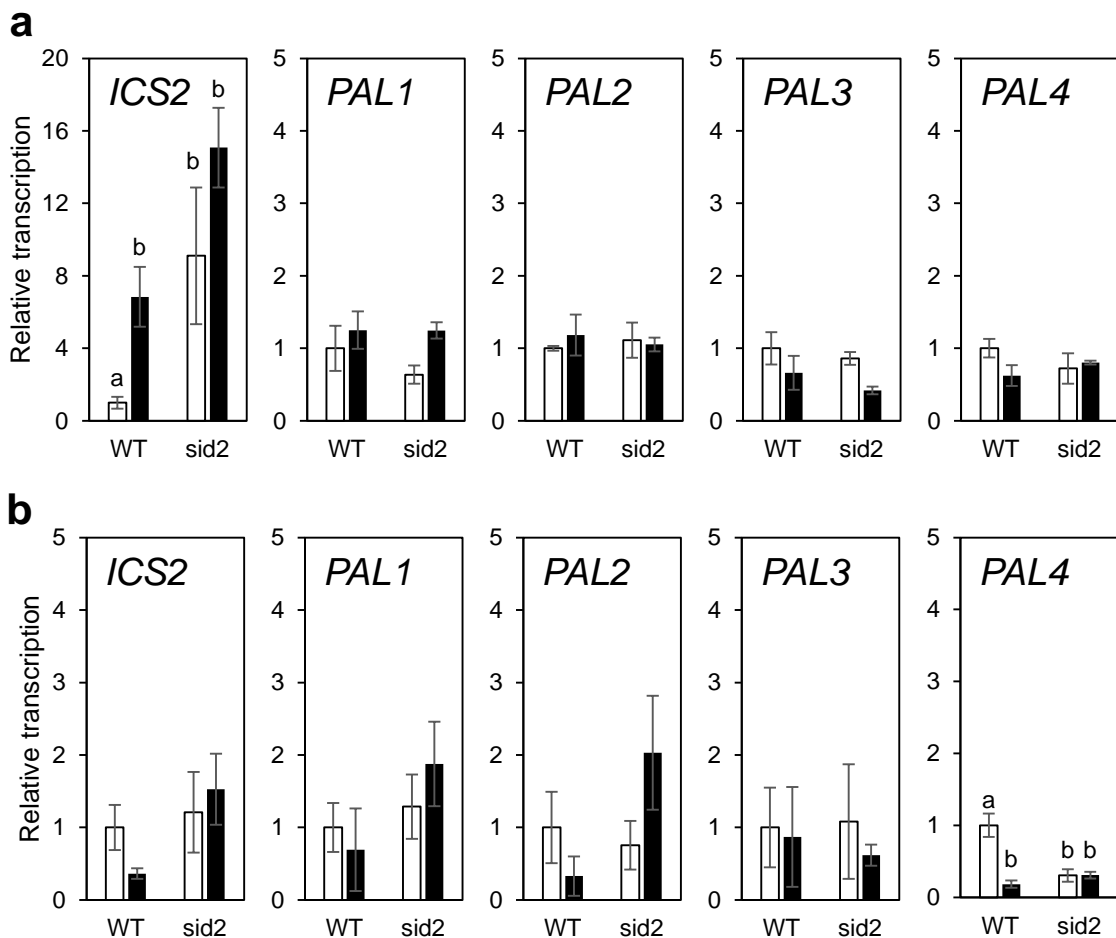 a
ICS2 PAL1 PAL2 PAL3 PAL4
Relative transcription
20 5 5 5 5
16 4 4 4 4
12 3 3 3 3
8 2 2 2 2
4 1 1 1 1
0 0 0 0 0
a b b b
WT sid2 WT sid2 WT sid2 WT sid2 WT sid2
b
ICS2 PAL1 PAL2 PAL3 PAL4
Relative transcription
5 5 5 5 5
4 4 4 4 4
3 3 3 3 3
2 2 2 2 2
1 1 1 1 1
0 0 0 0 0
a b b b
WT sid2 WT sid2 WT sid2 WT sid2 WT sid2